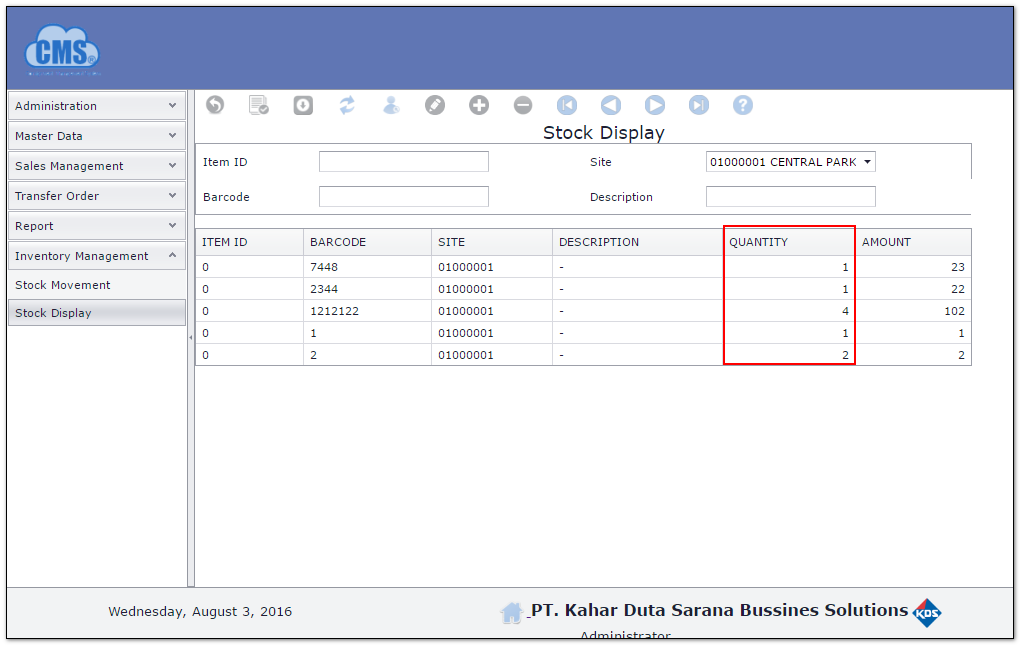 CMS®
Administration
Master Data
Sales Management
Transfer Order
Report
Inventory Management
Stock Movement
Stock Display
Stock Display
Item ID
Site 01000001 CENTRAL PARK
Barcode
Description
ITEM ID BARCODE SITE DESCRIPTION QUANTITY AMOUNT
0 7448 01000001 - 1 23
0 2344 01000001 - 1 22
0 1212122 01000001 - 4 102
0 1 01000001 - 1 1
0 2 01000001 - 2 2
Wednesday, August 3, 2016
PT. Kahar Duta Sarana Bussines Solutions KDS
Administrator